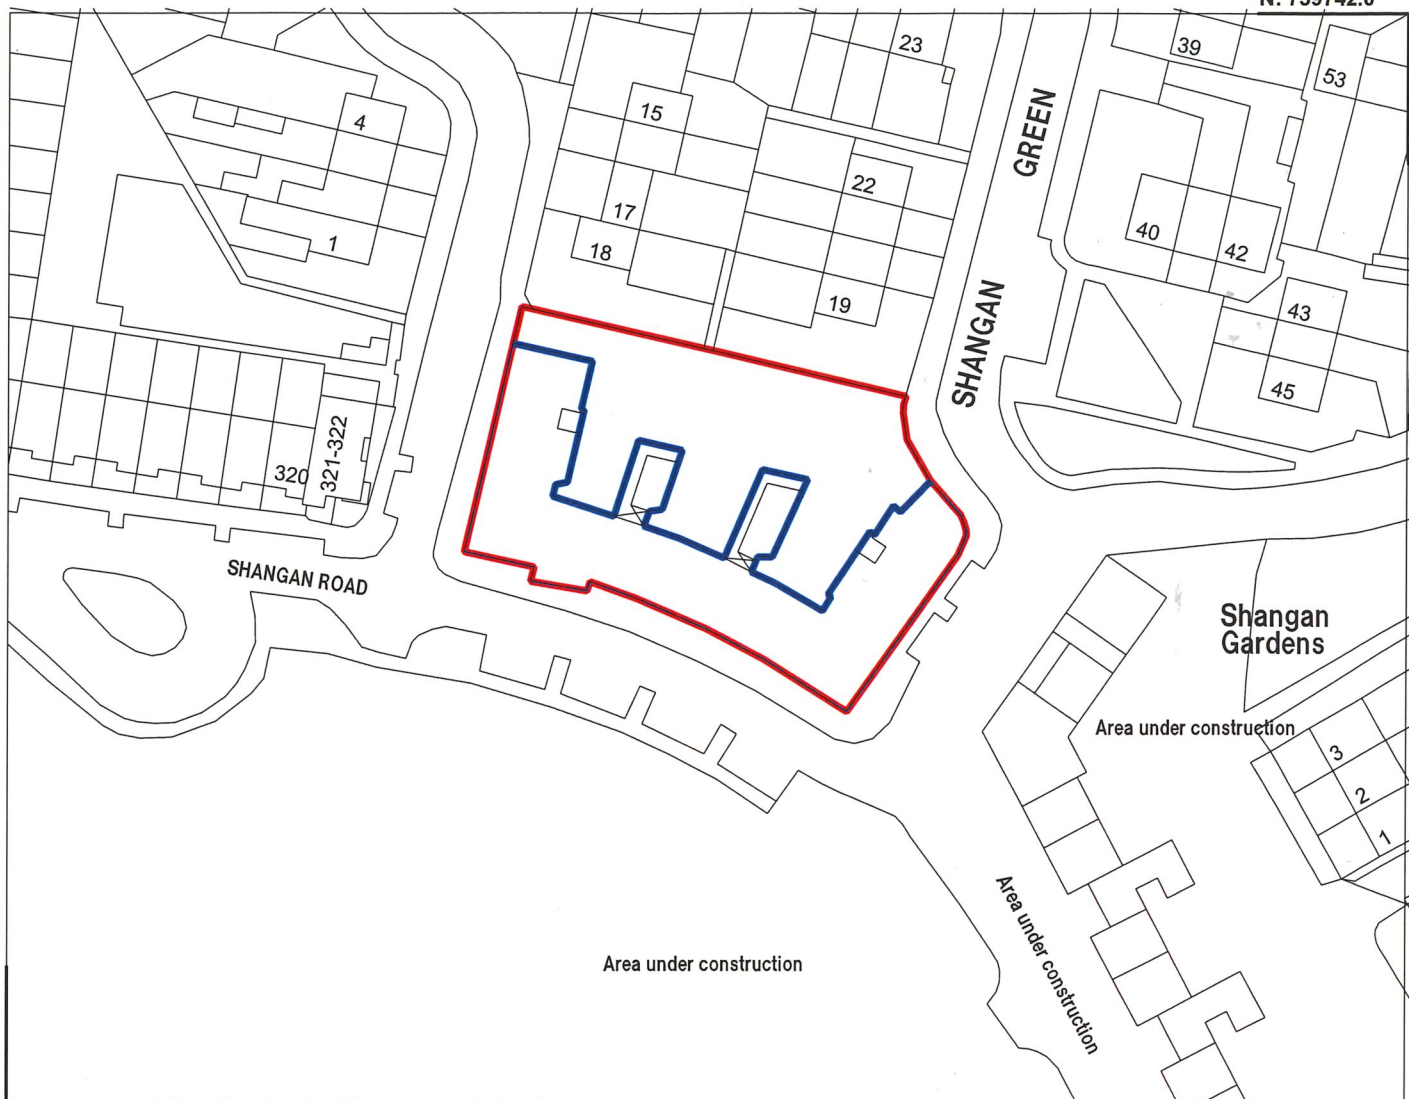 23
39
53
15
4
GREEN
22
17
40
42
1
18
19
SHANGAN
43
45
321-322
320
SHANGAN ROAD
Shangan
Gardens
Area under construction
3
2
1
Area under construction
Area under construction